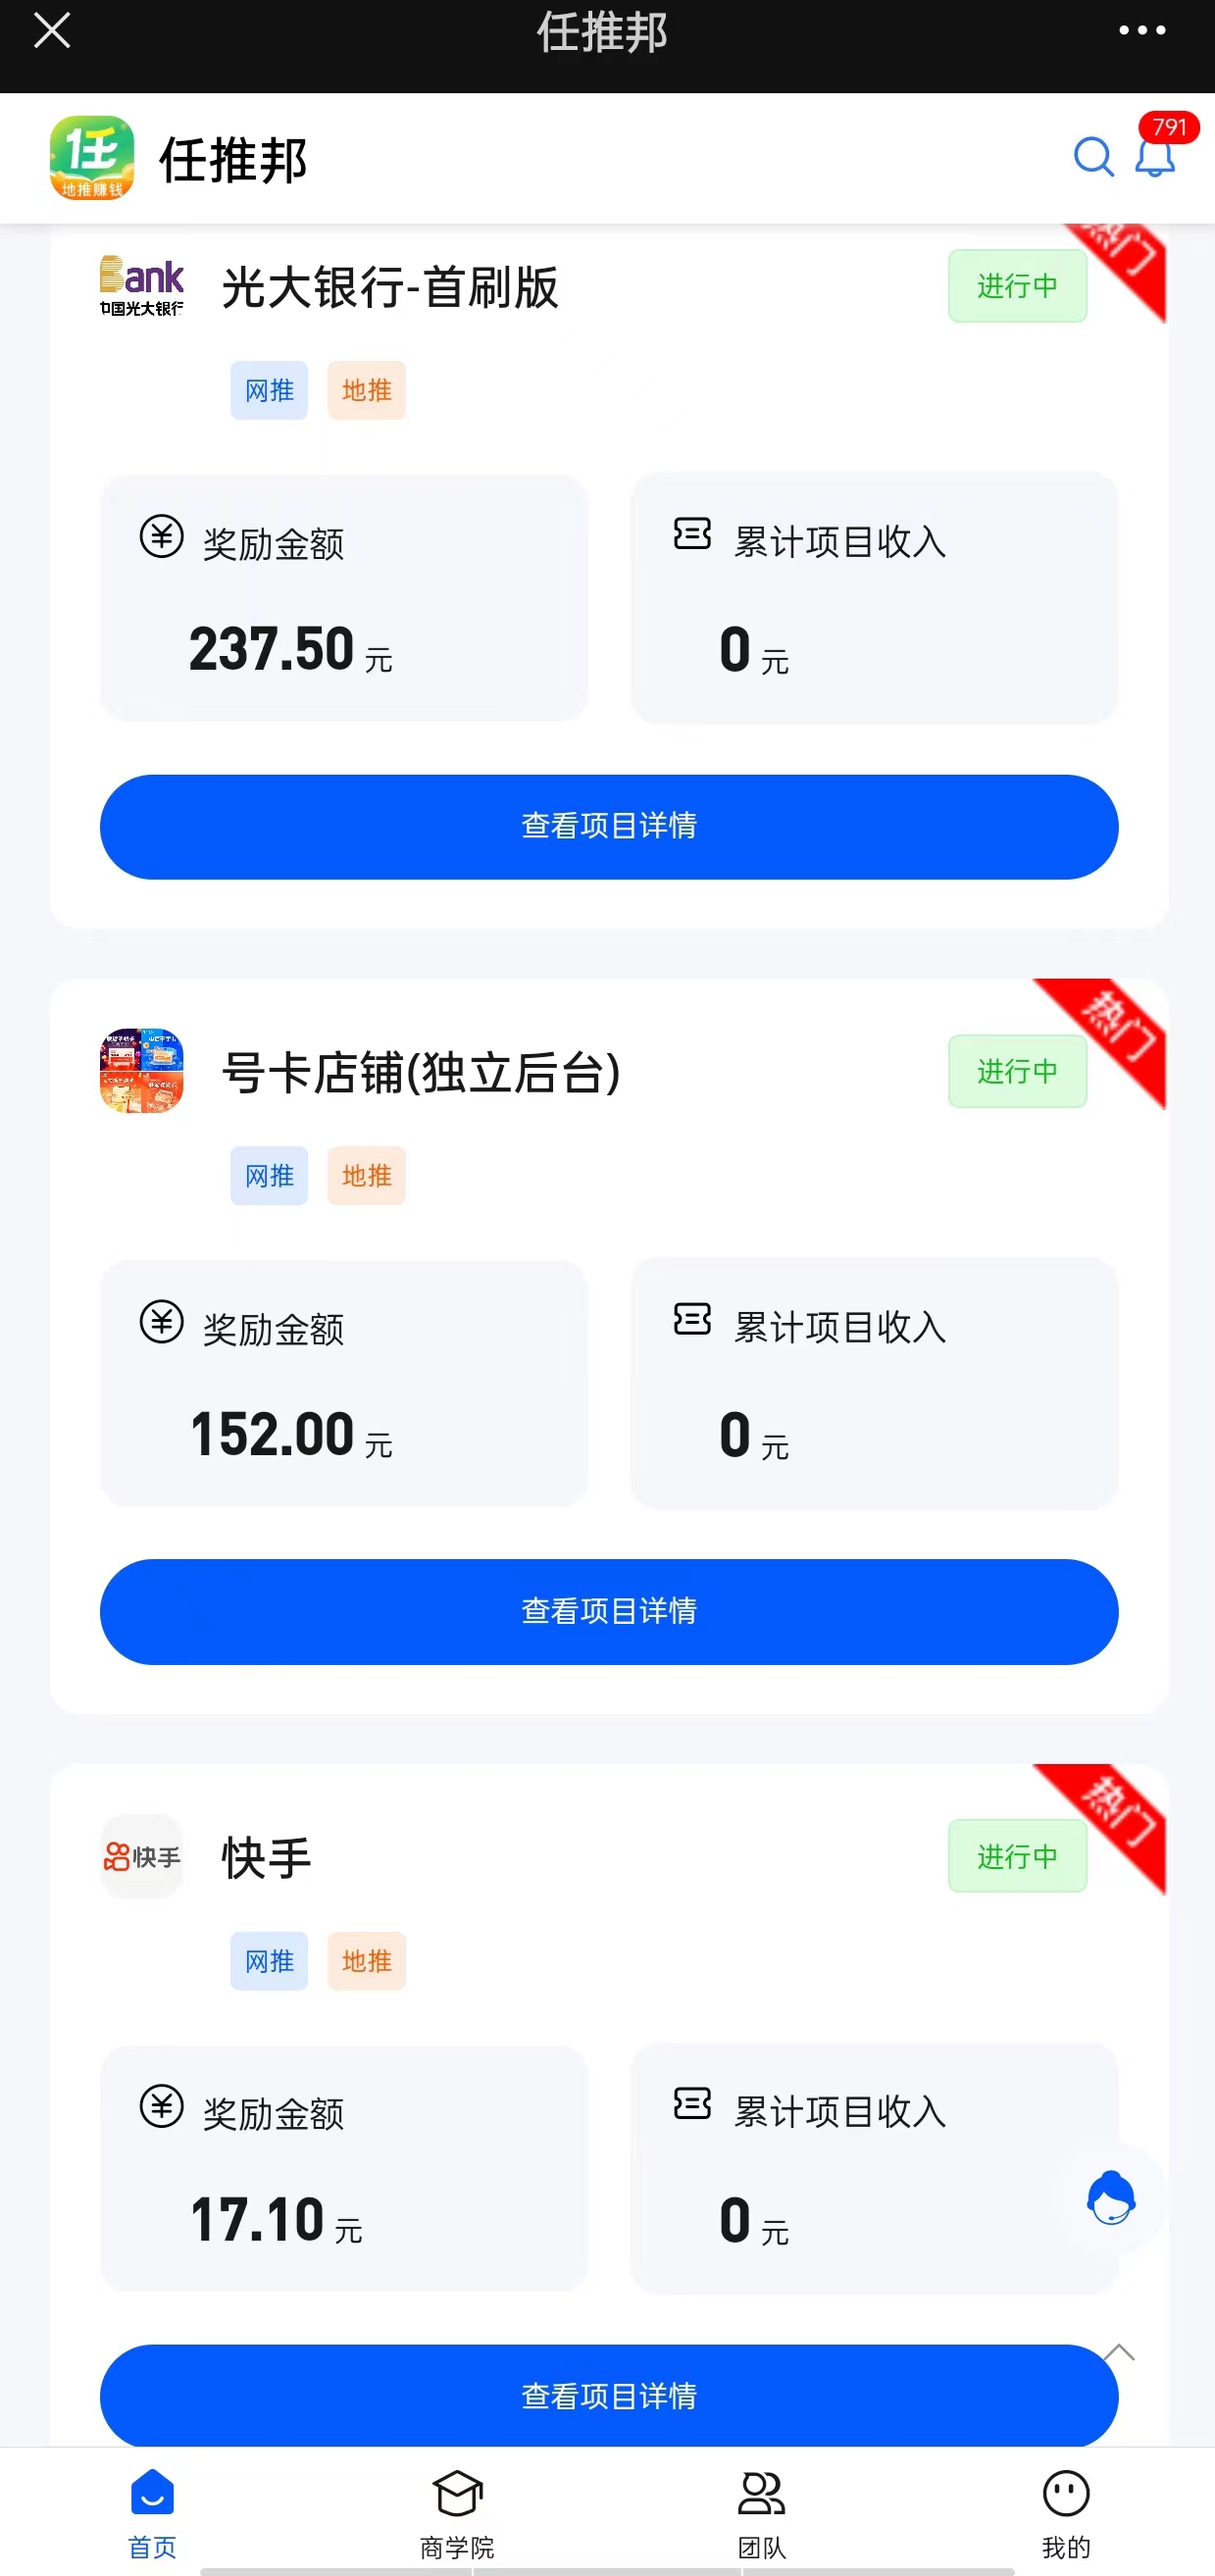 任推邦
任
地推赚钱
任推邦
791
Bank
中国光大银行
光大银行-首刷版
进行中
热门
网推
地推
奖励金额
累计项目收入
237.50 元
0 元
查看项目详情
号卡店铺(独立后台)
进行中
热门
网推
地推
奖励金额
累计项目收入
152.00 元
0 元
查看项目详情
快手
快手
进行中
热门
网推
地推
奖励金额
累计项目收入
17.10 元
0 元
查看项目详情
首页
商学院
团队
我的